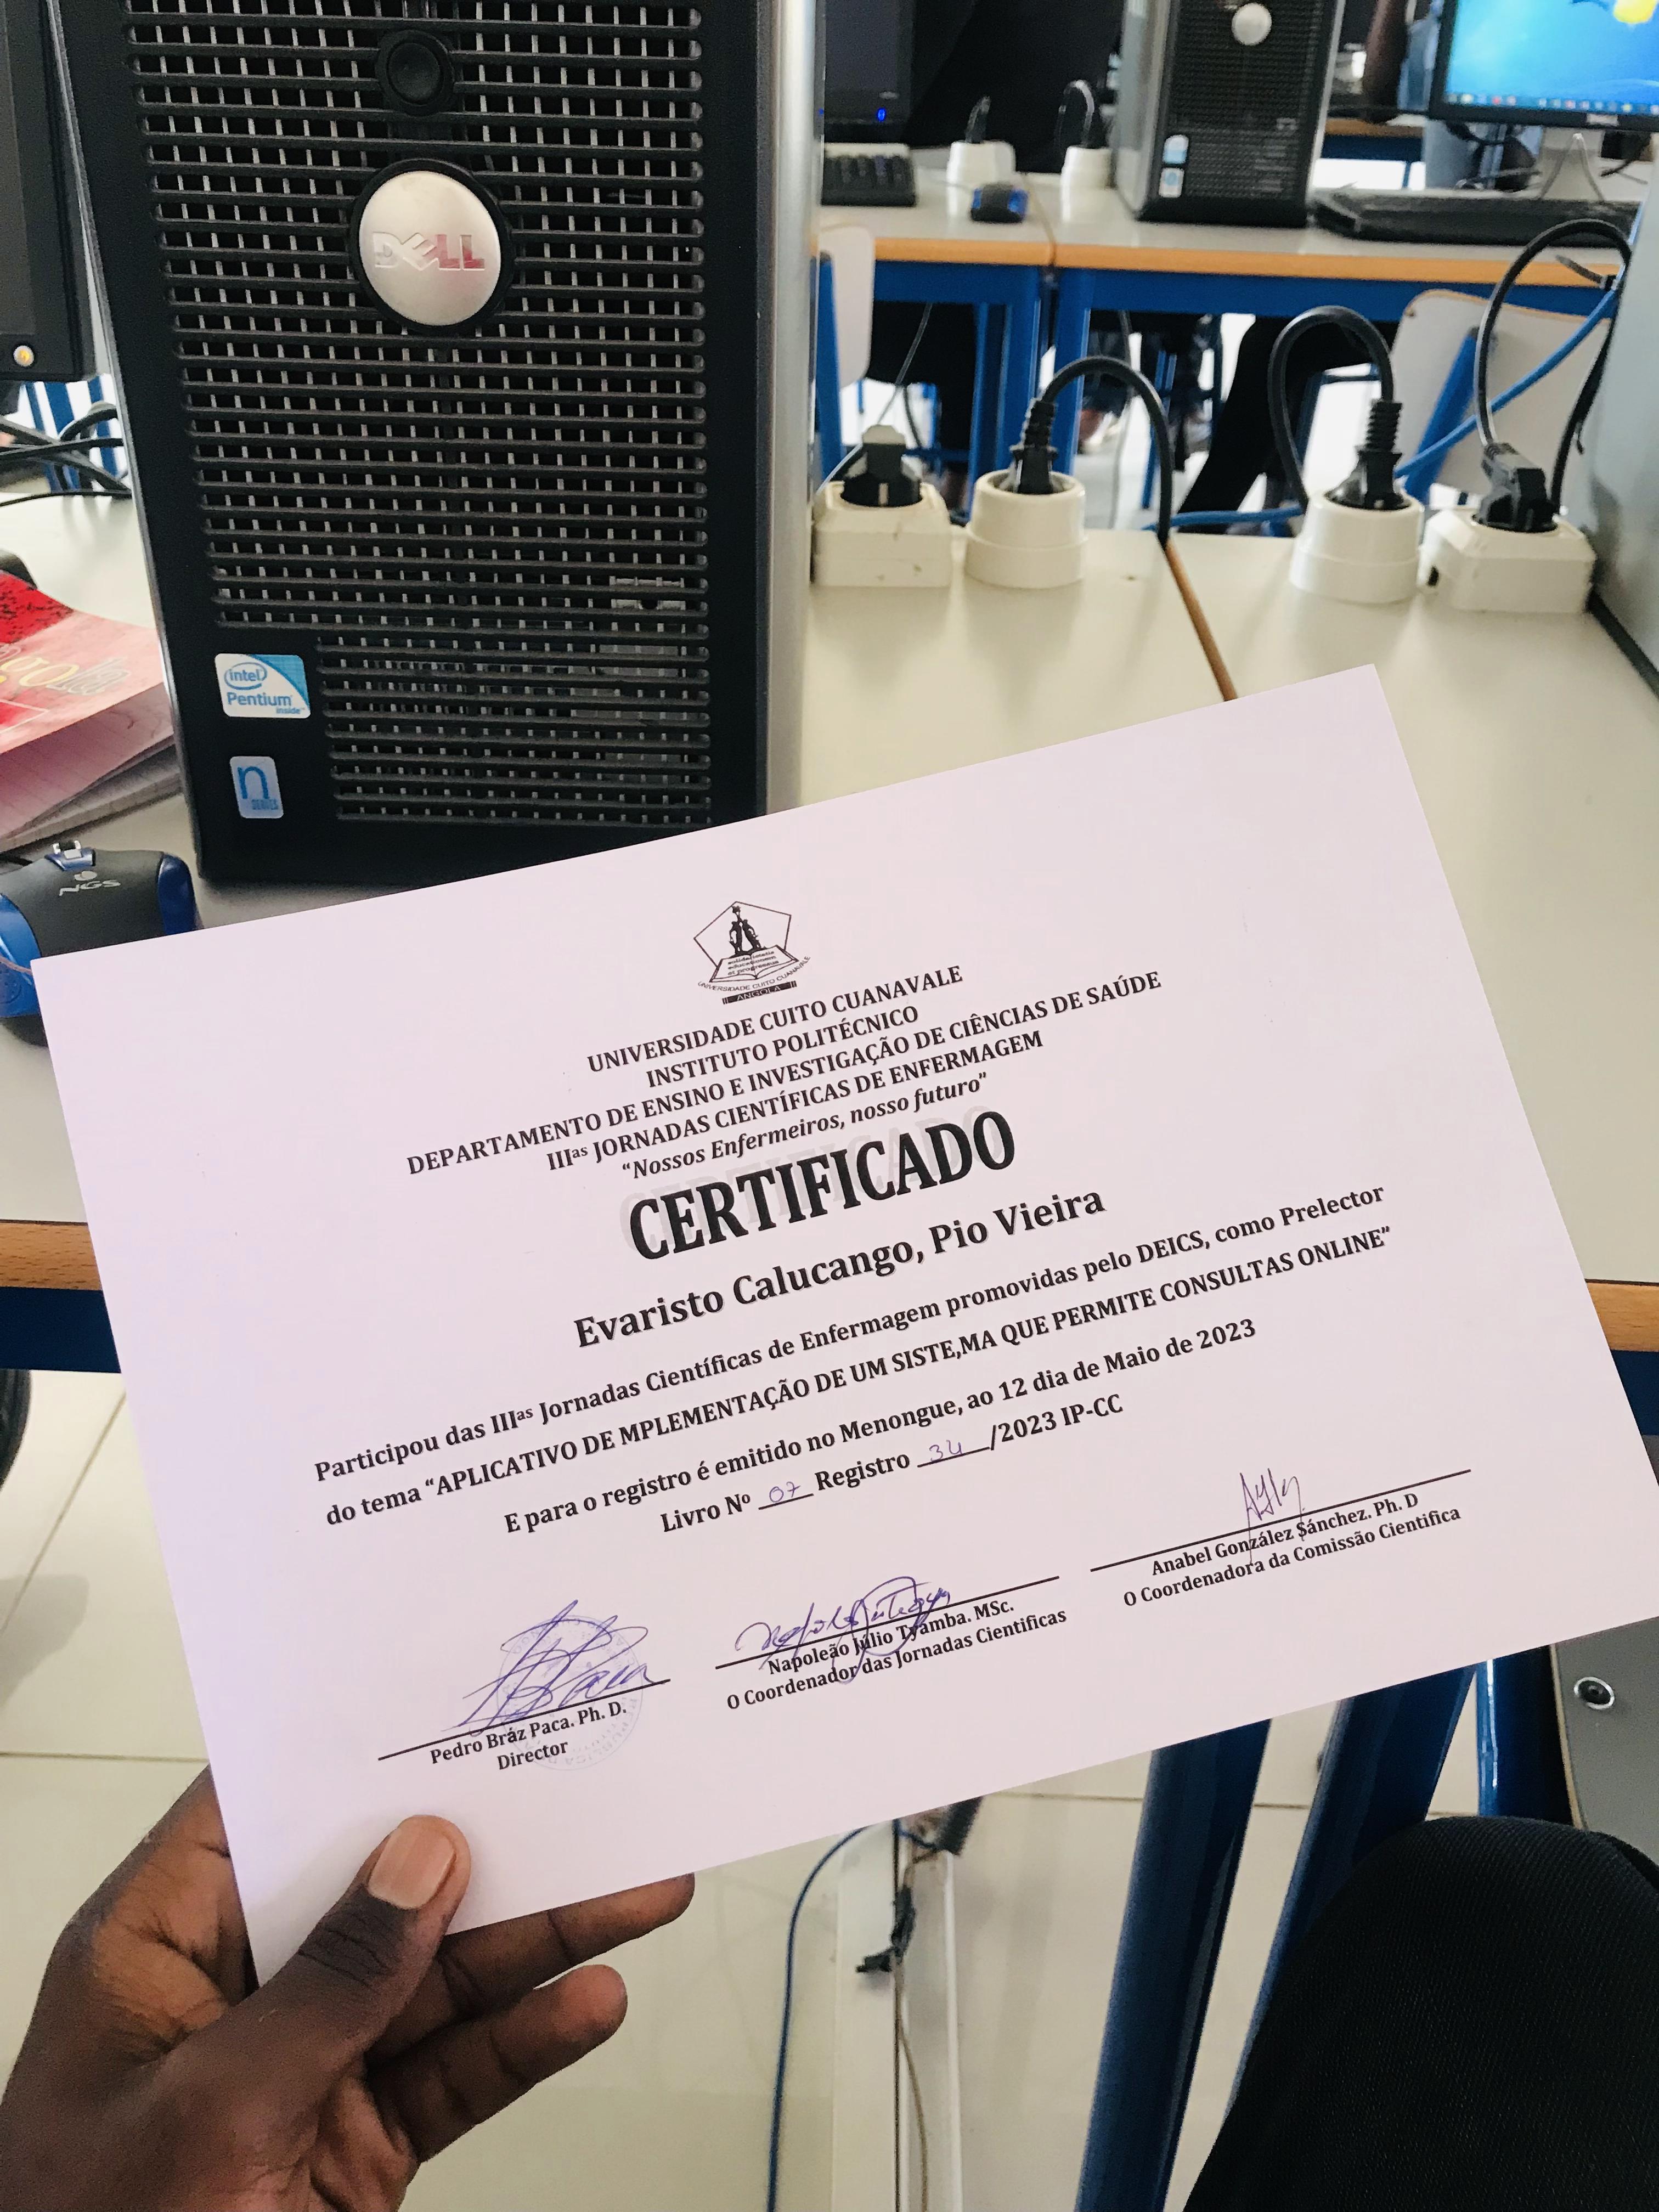 DELL
intel
Pentium
inside
n
SERIES
NGS
UNIVERSIDADE CUITO CUANAVALE
ANGOLA
UNIVERSIDADE CUITO CUANAVALE
INSTITUTO POLITÉCNICO
DEPARTAMENTO DE ENSINO E INVESTIGAÇÃO DE CIÊNCIAS DE SAÚDE
IIIas JORNADAS CIENTÍFICAS DE ENFERMAGEM
“Nossos Enfermeiros, nosso futuro”
CERTIFICADO
Evaristo Calucango, Pio Vieira
Participou das IIIas Jornadas Científicas de Enfermagem promovidas pelo DEICS, como Prelector
do tema “APLICATIVO DE MPLEMENTAÇÃO DE UM SISTE,MA QUE PERMITE CONSULTAS ONLINE”
E para o registro é emitido no Menongue, ao 12 dia de Maio de 2023
Livro Nº 07 Registro 34/2023 IP-CC
Anabel González Sánchez. Ph. D
O Coordenadora da Comissão Cientifica
Napoleão Júlio Tyamba. MSc.
O Coordenador das Jornadas Cientificas
Pedro Bráz Paca. Ph. D.
Director